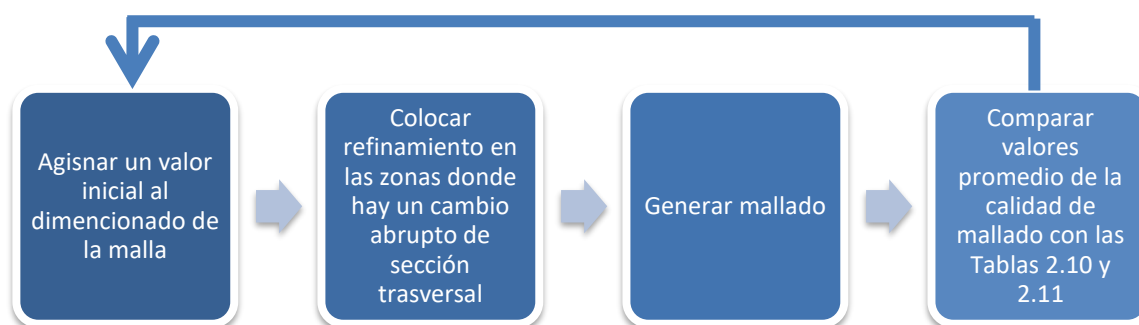 Agisnar un valor
inicial al
dimencionado de
la malla
Colocar
refinamiento en
las zonas donde
hay un cambio
abrupto de
sección
trasversal
Generar mallado
Comparar
valores
promedio de la
calidad de
mallado con las
Tablas 2.10 y
2.11